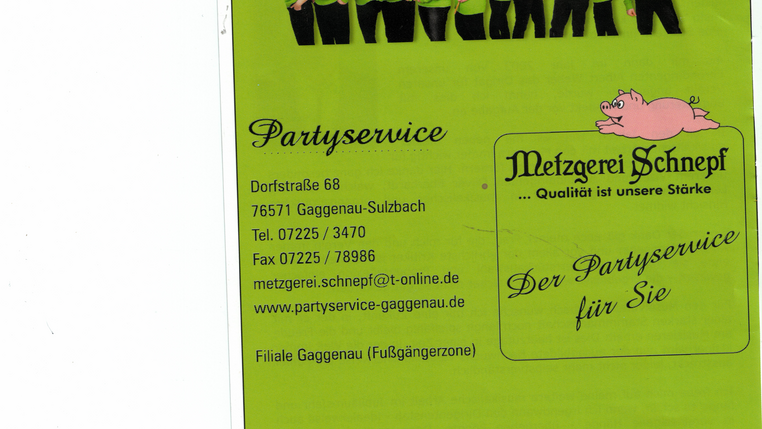 Partyservice
Dorfstraße 68
76571 Gaggenau-Sulzbach
Tel. 07225 / 3470
Fax 07225 / 78986
metzgerei.schnepf@t-online.de
www.partyservice-gaggenau.de
Filiale Gaggenau (Fußgängerzone)
Metzgerei Schnepf
... Qualität ist unsere Stärke
Der Partyservice
für Sie